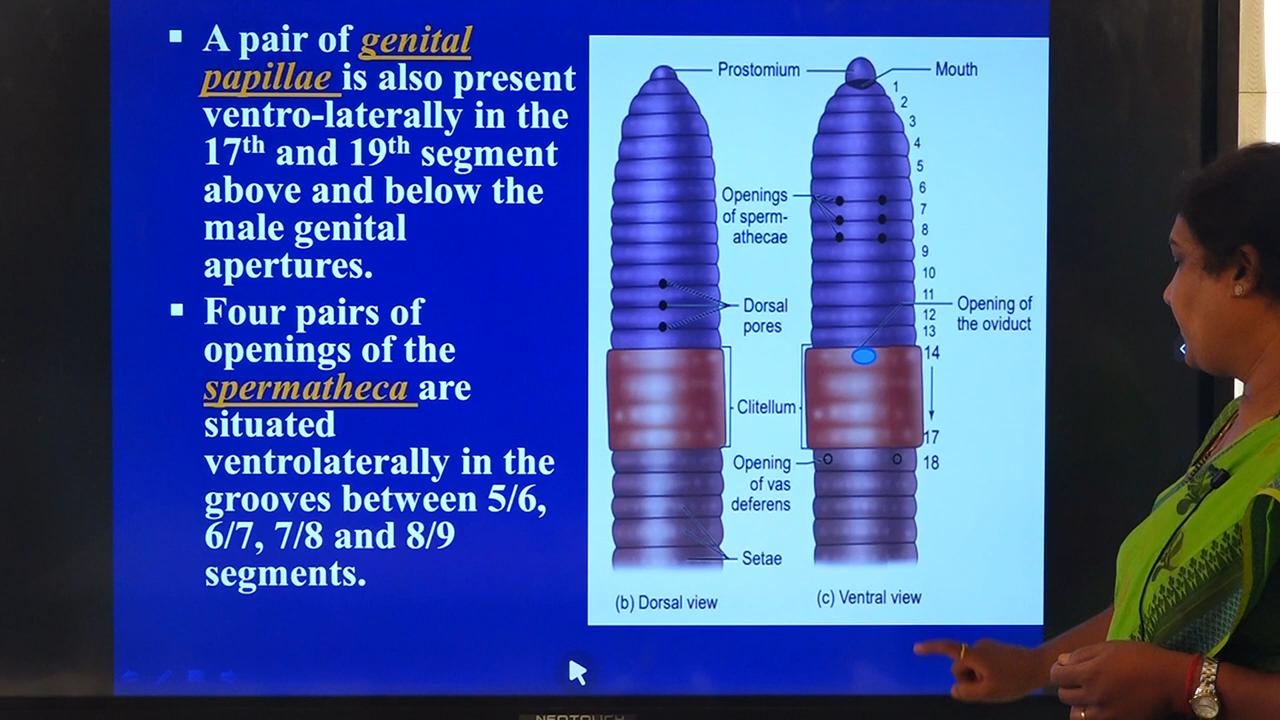 ▪ A pair of genital
papillae is also present
ventro-laterally in the
17th and 19th segment
above and below the
male genital
apertures.
▪ Four pairs of
openings of the
spermatheca are
situated
ventrolaterally in the
grooves between 5/6,
6/7, 7/8 and 8/9
segments.
Prostomium
Mouth
1
2
3
4
5
6
7
8
9
10
11
12
13
14
17
18
Openings
of sperm-
athecae
Dorsal
pores
Opening of
the oviduct
Clitellum
Opening
of vas
deferens
Setae
(b) Dorsal view
(c) Ventral view
NEOTOUCH